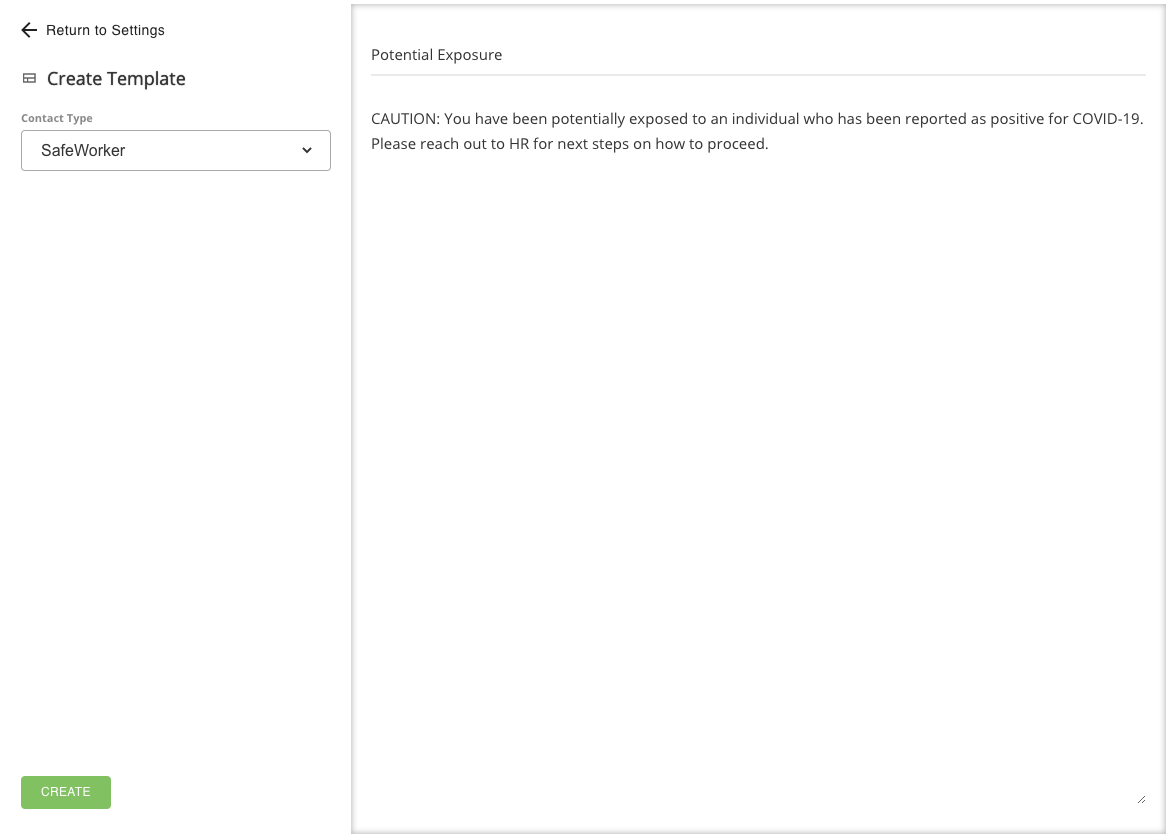 Return to Settings
Create Template
Contact Type
SafeWorker
CREATE
Potential Exposure
CAUTION: You have been potentially exposed to an individual who has been reported as positive for COVID-19.
Please reach out to HR for next steps on how to proceed.